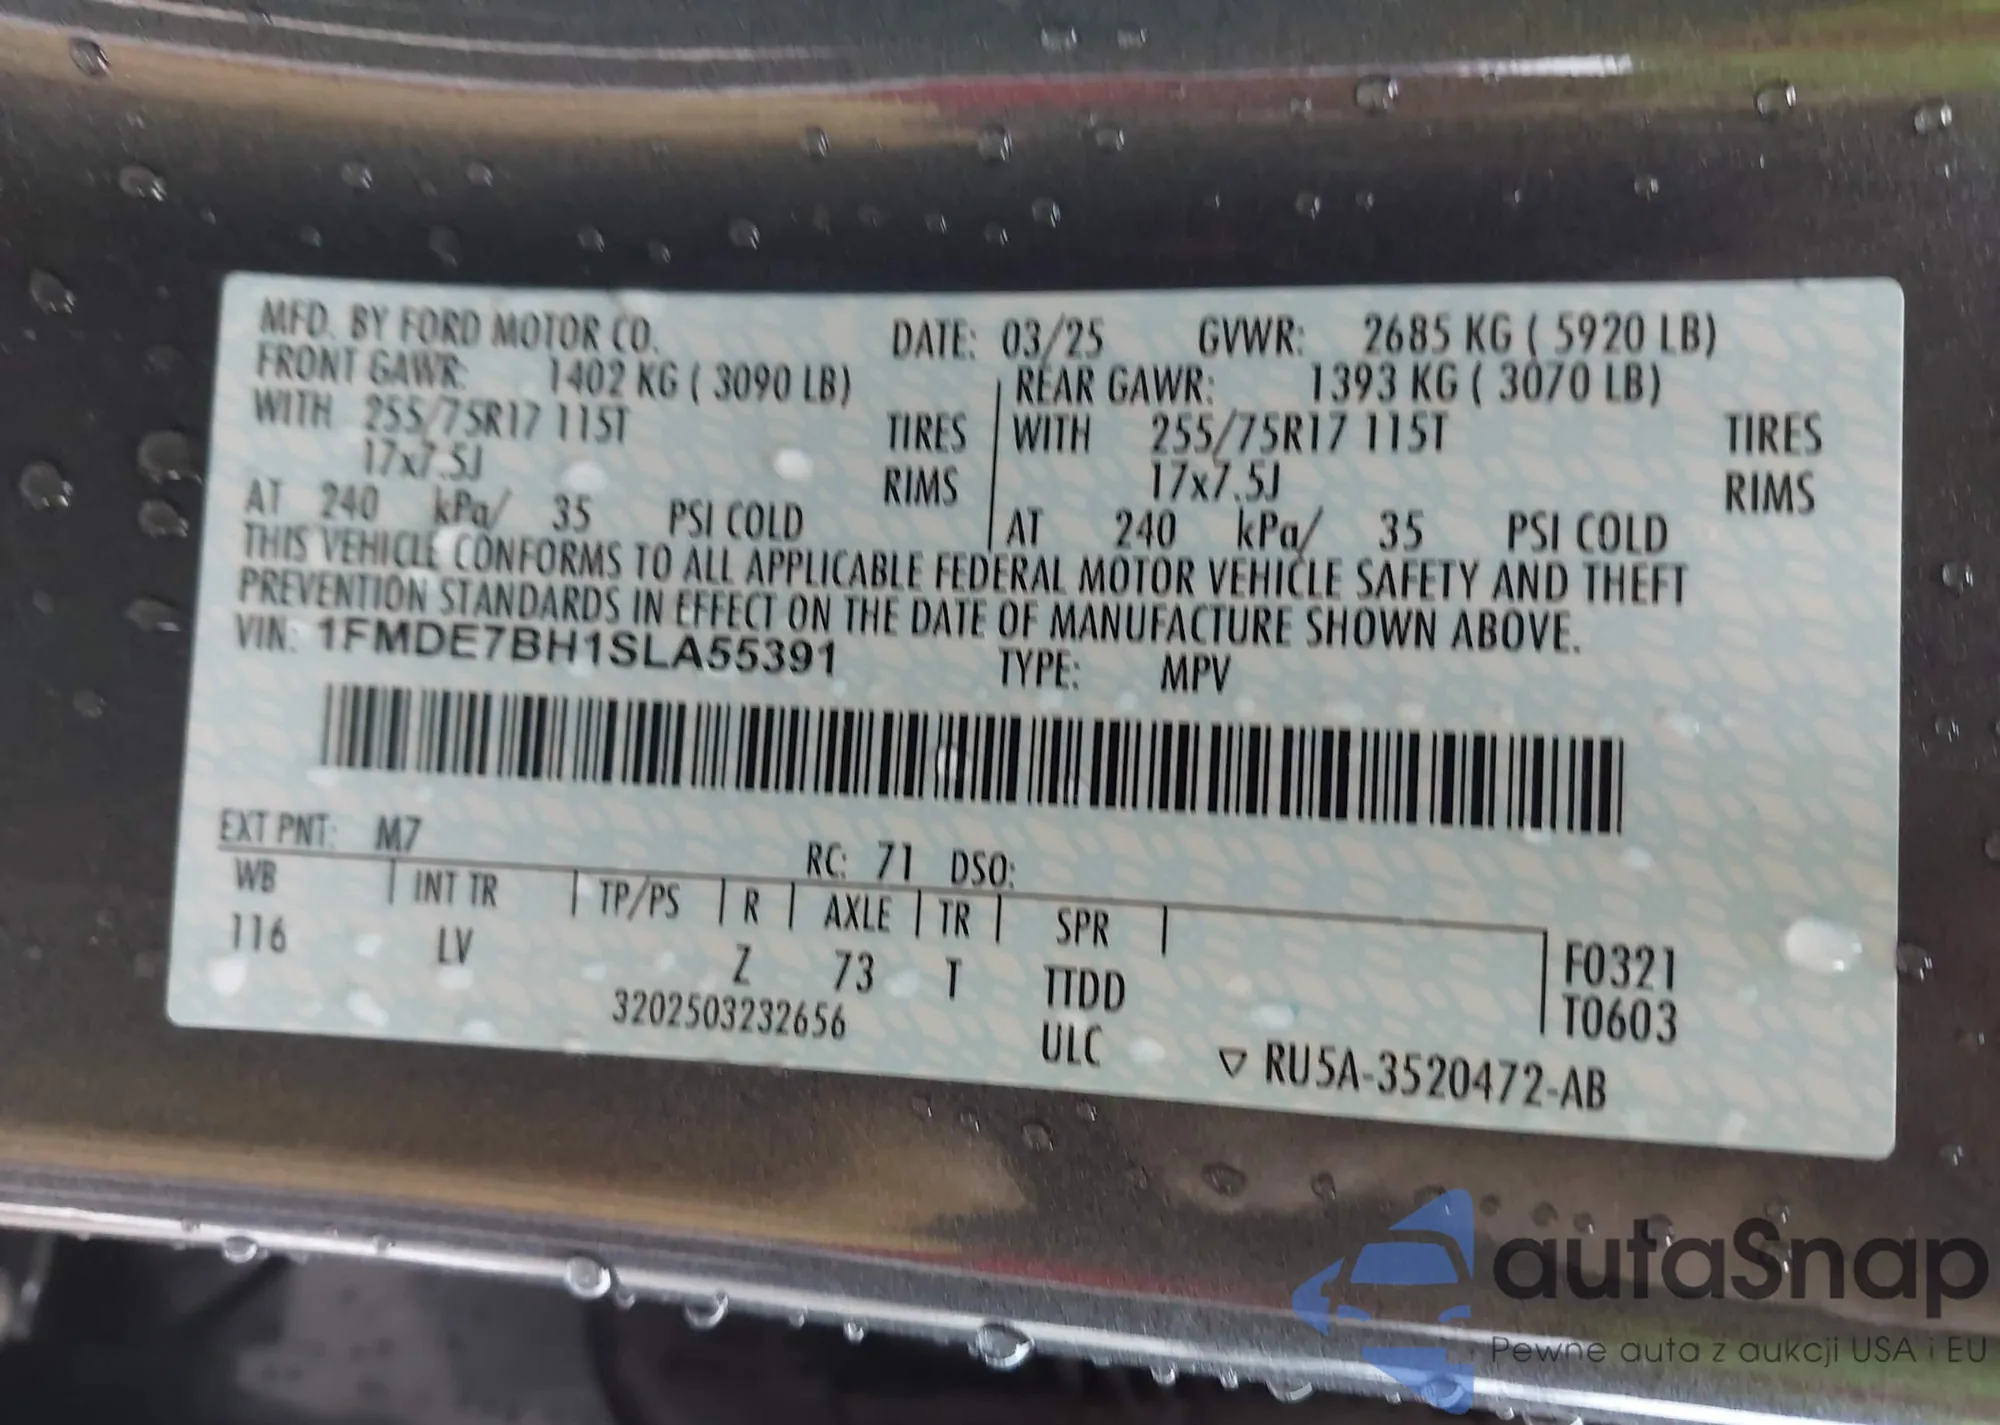 MFD. BY FORD MOTOR CO. DATE: 03/25 GVWR: 2685 KG ( 5920 LB)
FRONT GAWR: 1402 KG ( 3090 LB) REAR GAWR: 1393 KG ( 3070 LB)
WITH 255/75R17 115T TIRES WITH 255/75R17 115T TIRES
17x7.5J RIMS 17x7.5J RIMS
AT 240 kPa/ 35 PSI COLD AT 240 kPa/ 35 PSI COLD
THIS VEHICLE CONFORMS TO ALL APPLICABLE FEDERAL MOTOR VEHICLE SAFETY AND THEFT
PREVENTION STANDARDS IN EFFECT ON THE DATE OF MANUFACTURE SHOWN ABOVE.
VIN: 1FMDE7BH1SLA55391 TYPE: MPV
EXT PNT: M7 RC: 71 DSO:
WB INT TR TP/PS R AXLE TR SPR
116 LV Z 73 T TTDD F0321
3202503232656 ULC T0603
▽ RU5A-3520472-AB
autaSnap
Pewne auta z aukcji USA i EU